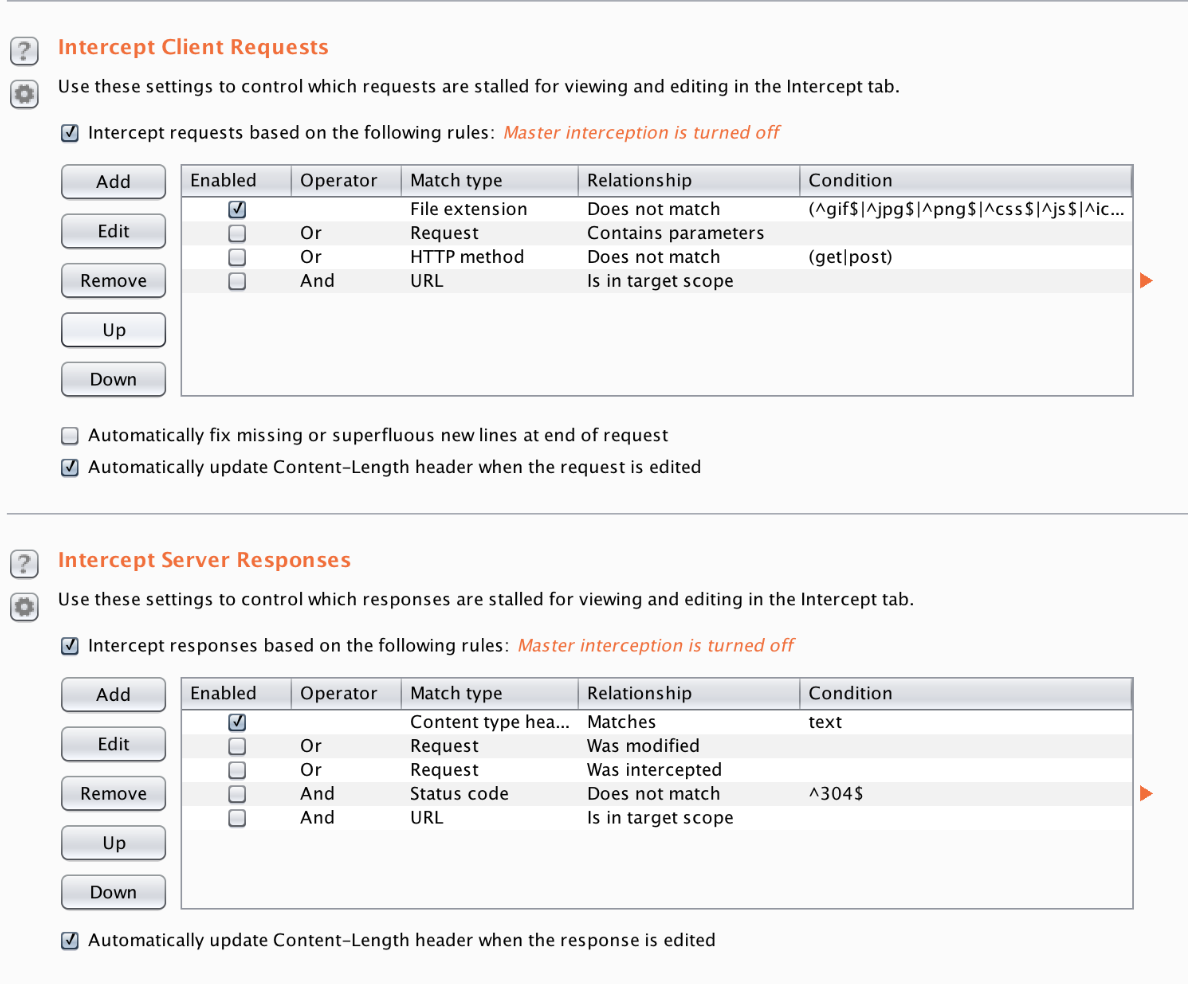 Intercept Client Requests
Use these settings to control which requests are stalled for viewing and editing in the Intercept tab.
Intercept requests based on the following rules: Master interception is turned off
Add
Edit
Remove
Up
Down
Enabled Operator Match type Relationship Condition
File extension Does not match (^gif$|^jpg$|^png$|^css$|^js$|^ic...
Or Request Contains parameters
Or HTTP method Does not match (get|post)
And URL Is in target scope
Automatically fix missing or superfluous new lines at end of request
Automatically update Content-Length header when the request is edited
Intercept Server Responses
Use these settings to control which responses are stalled for viewing and editing in the Intercept tab.
Intercept responses based on the following rules: Master interception is turned off
Add
Edit
Remove
Up
Down
Enabled Operator Match type Relationship Condition
Content type hea... Matches text
Or Request Was modified
Or Request Was intercepted
And Status code Does not match ^304$
And URL Is in target scope
Automatically update Content-Length header when the response is edited